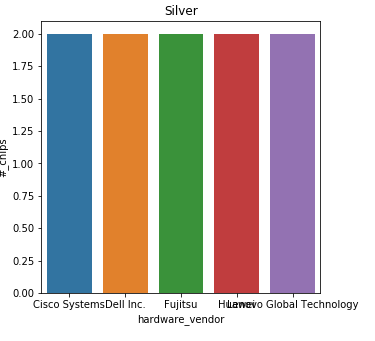 Silver
2.00
1.75
1.50
1.25
1.00
0.75
0.50
0.25
0.00
#_chips
Cisco Systems Dell Inc. Fujitsu Huawei Lenovo Global Technology
hardware_vendor